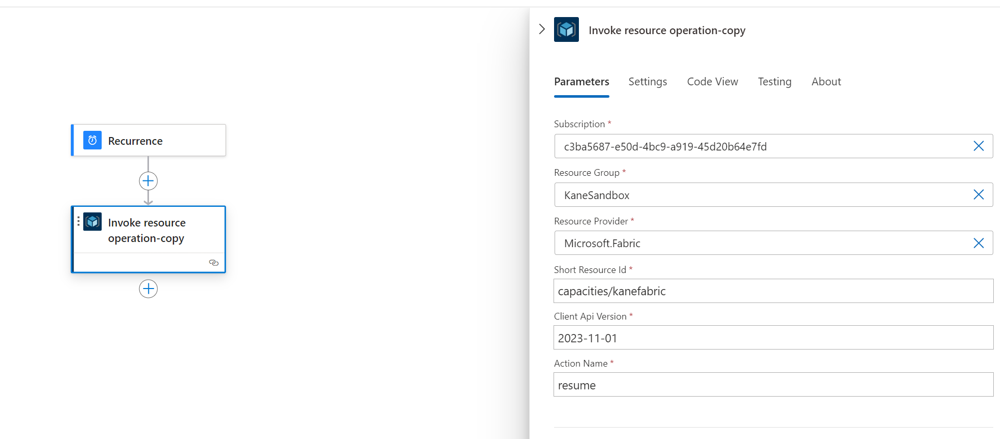 Recurrence
Invoke resource
operation-copy
Invoke resource operation-copy
Parameters Settings Code View Testing About
Subscription *
c3ba5687-e50d-4bc9-a919-45d20b64e7fd
Resource Group *
KaneSandbox
Resource Provider *
Microsoft.Fabric
Short Resource Id *
capacities/kanefabric
Client Api Version *
2023-11-01
Action Name *
resume